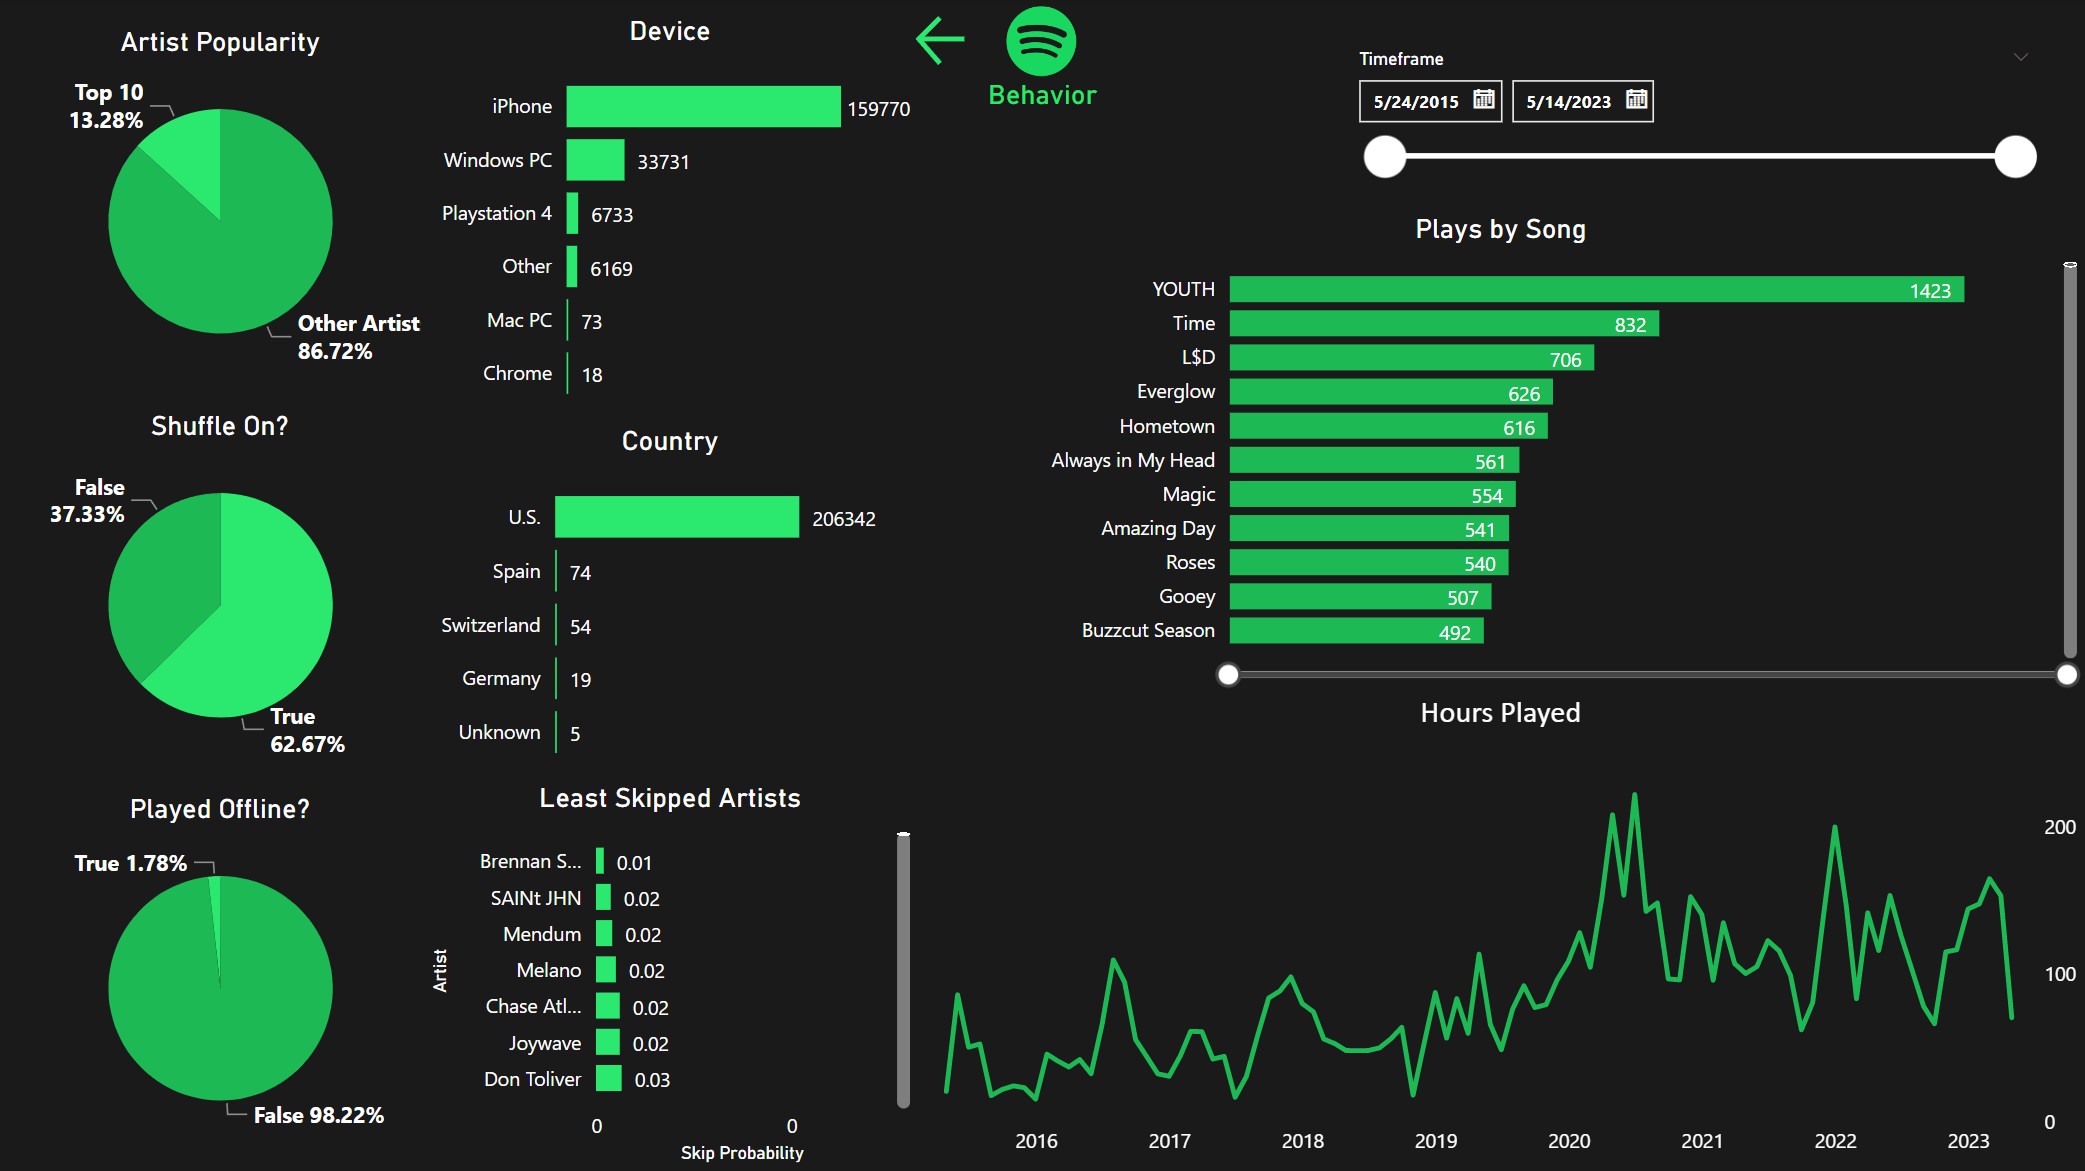 Artist Popularity
Top 10
13.28%
Other Artist
86.72%
Shuffle On?
False
37.33%
True
62.67%
Played Offline?
True 1.78%
False 98.22%
Device
iPhone 159770
Windows PC 33731
Playstation 4 6733
Other 6169
Mac PC 73
Chrome 18
Country
U.S. 206342
Spain 74
Switzerland 54
Germany 19
Unknown 5
Least Skipped Artists
Artist
Brennan S... 0.01
SAINt JHN 0.02
Mendum 0.02
Melano 0.02
Chase Atl... 0.02
Joywave 0.02
Don Toliver 0.03
0 0
Skip Probability
Behavior
Timeframe
5/24/2015 5/14/2023
Plays by Song
YOUTH 1423
Time 832
L$D 706
Everglow 626
Hometown 616
Always in My Head 561
Magic 554
Amazing Day 541
Roses 540
Gooey 507
Buzzcut Season 492
Hours Played
200
100
0
2016 2017 2018 2019 2020 2021 2022 2023